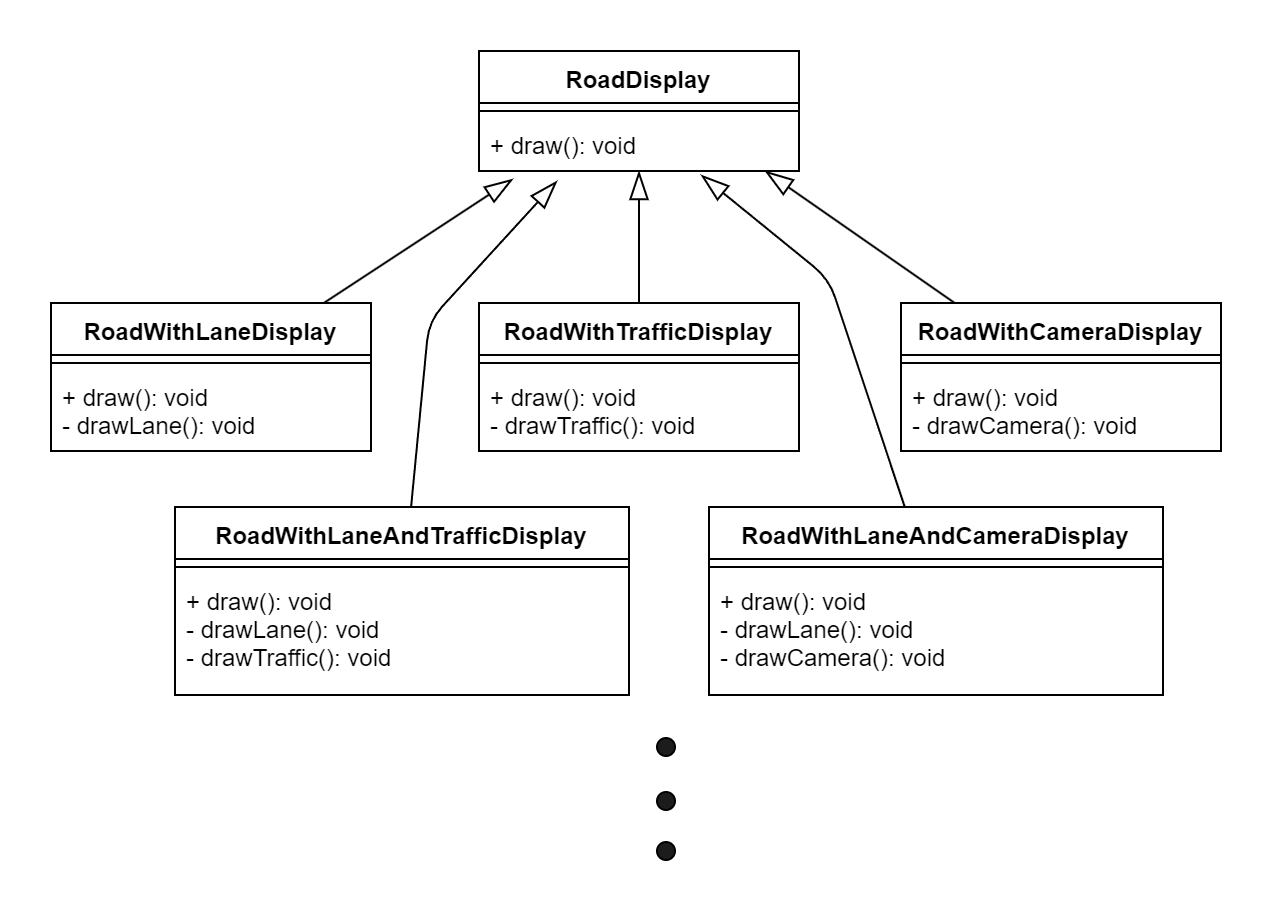 RoadDisplay
+ draw(): void
RoadWithLaneDisplay
+ draw(): void
- drawLane(): void
RoadWithTrafficDisplay
+ draw(): void
- drawTraffic(): void
RoadWithCameraDisplay
+ draw(): void
- drawCamera(): void
RoadWithLaneAndTrafficDisplay
+ draw(): void
- drawLane(): void
- drawTraffic(): void
RoadWithLaneAndCameraDisplay
+ draw(): void
- drawLane(): void
- drawCamera(): void